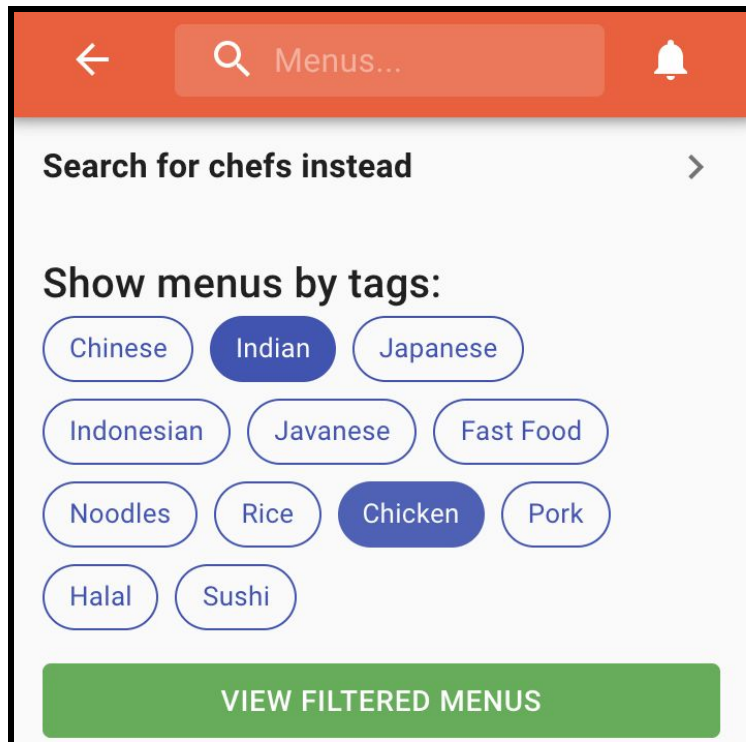 Menus...
Search for chefs instead
Show menus by tags:
Chinese Indian Japanese
Indonesian Javanese Fast Food
Noodles Rice Chicken Pork
Halal Sushi
VIEW FILTERED MENUS